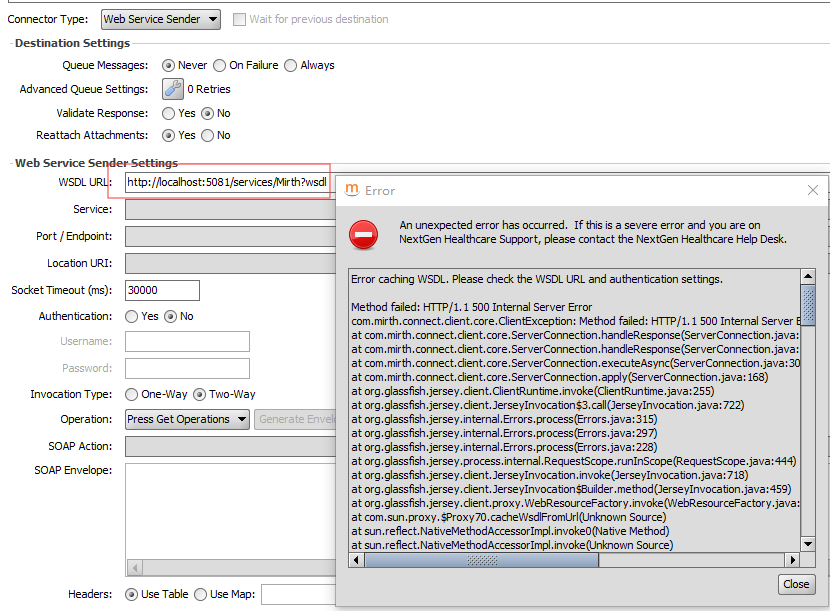 Connector Type: Web Service Sender Wait for previous destination
Destination Settings
Queue Messages: Never On Failure Always
Advanced Queue Settings: 0 Retries
Validate Response: Yes No
Reattach Attachments: Yes No
Web Service Sender Settings
WSDL URL: http://localhost:5081/services/Mirth?wsdl
Service:
Port / Endpoint:
Location URI:
Socket Timeout (ms): 30000
Authentication: Yes No
Username:
Password:
Invocation Type: One-Way Two-Way
Operation: Press Get Operations Generate Envel
SOAP Action:
SOAP Envelope:
Headers: Use Table Use Map:
m Error
An unexpected error has occurred. If this is a severe error and you are on
NextGen Healthcare Support, please contact the NextGen Healthcare Help Desk.
Error caching WSDL. Please check the WSDL URL and authentication settings.
Method failed: HTTP/1.1 500 Internal Server Error
com.mirth.connect.client.core.ClientException: Method failed: HTTP/1.1 500 Internal Server E
at com.mirth.connect.client.core.ServerConnection.handleResponse(ServerConnection.java:
at com.mirth.connect.client.core.ServerConnection.handleResponse(ServerConnection.java:
at com.mirth.connect.client.core.ServerConnection.executeAsync(ServerConnection.java:30
at com.mirth.connect.client.core.ServerConnection.apply(ServerConnection.java:168)
at org.glassfish.jersey.client.ClientRuntime.invoke(ClientRuntime.java:255)
at org.glassfish.jersey.client.JerseyInvocation$3.call(JerseyInvocation.java:722)
at org.glassfish.jersey.internal.Errors.process(Errors.java:315)
at org.glassfish.jersey.internal.Errors.process(Errors.java:297)
at org.glassfish.jersey.internal.Errors.process(Errors.java:228)
at org.glassfish.jersey.process.internal.RequestScope.runInScope(RequestScope.java:444)
at org.glassfish.jersey.client.JerseyInvocation.invoke(JerseyInvocation.java:718)
at org.glassfish.jersey.client.JerseyInvocation$Builder.method(JerseyInvocation.java:459)
at org.glassfish.jersey.client.proxy.WebResourceFactory.invoke(WebResourceFactory.java:
at com.sun.proxy.$Proxy70.cacheWsdlFromUrl(Unknown Source)
at sun.reflect.NativeMethodAccessorImpl.invoke0(Native Method)
at sun.reflect.NativeMethodAccessorImpl.invoke(Unknown Source)
Close